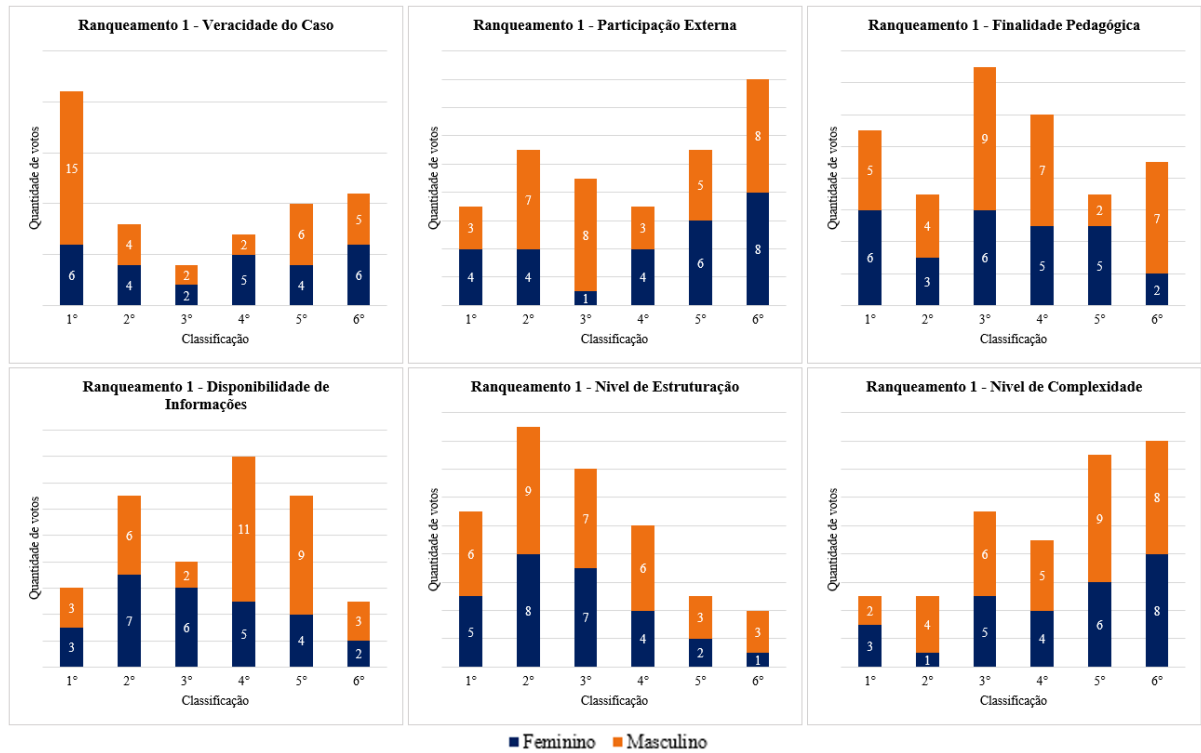 Ranqueamento 1 - Veracidade do Caso
Quantidade de votos
15
4
2
2
6
5
6
4
2
5
4
6
1° 2° 3° 4° 5° 6°
Classificação
Ranqueamento 1 - Participação Externa
Quantidade de votos
3
7
8
3
5
8
4
4
1
4
6
8
1° 2° 3° 4° 5° 6°
Classificação
Ranqueamento 1 - Finalidade Pedagógica
Quantidade de votos
5
4
9
7
2
7
6
3
6
5
5
2
1° 2° 3° 4° 5° 6°
Classificação
Ranqueamento 1 - Disponibilidade de
Informações
Quantidade de votos
3
6
2
11
9
3
3
7
6
5
4
2
1° 2° 3° 4° 5° 6°
Classificação
Ranqueamento 1 - Nível de Estruturação
Quantidade de votos
6
9
7
6
3
3
5
8
7
4
2
1
1° 2° 3° 4° 5° 6°
Classificação
Ranqueamento 1 - Nível de Complexidade
Quantidade de votos
2
4
6
5
9
8
3
1
5
4
6
8
1° 2° 3° 4° 5° 6°
Classificação
Feminino Masculino